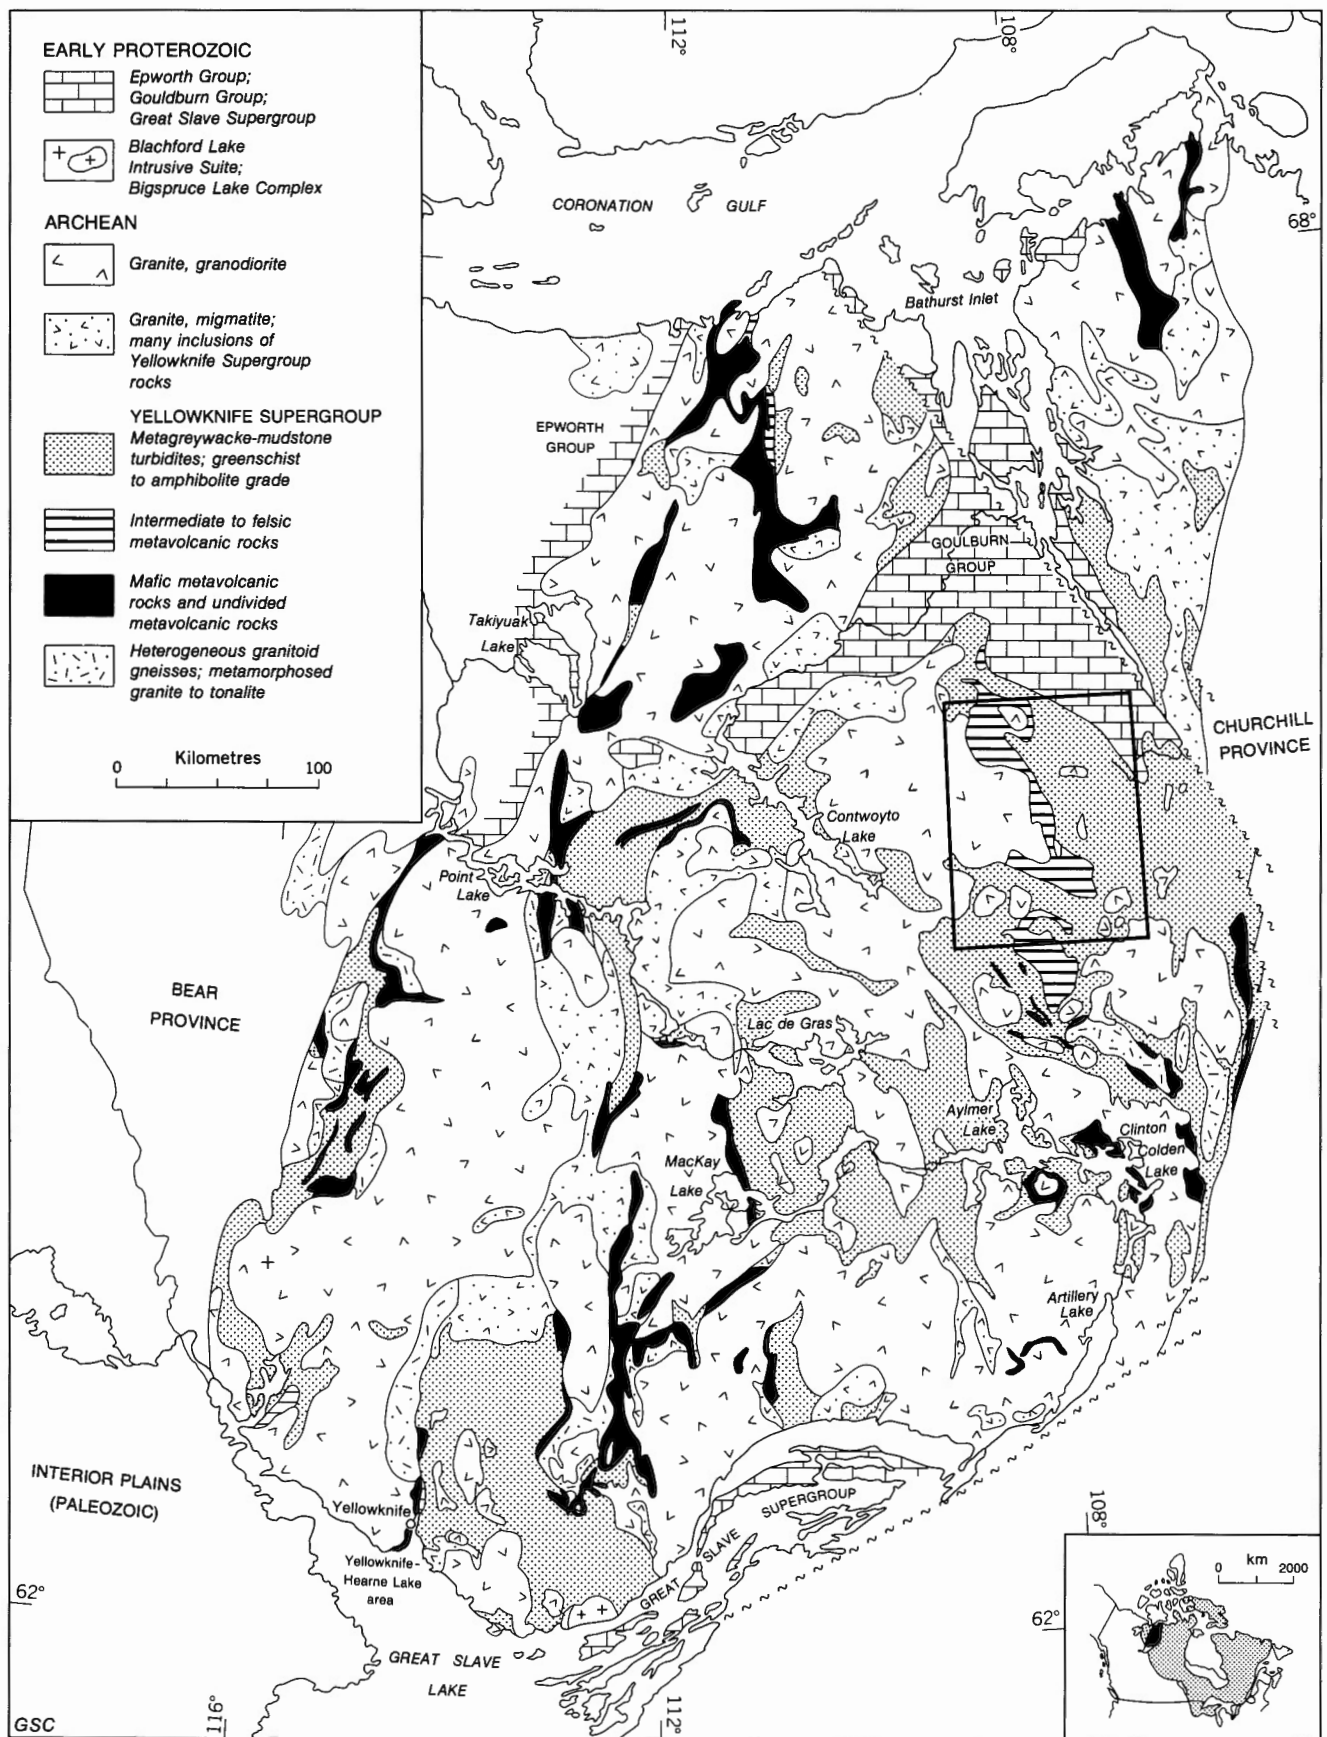 EARLY PROTEROZOIC
Epworth Group;
Gouldburn Group;
Great Slave Supergroup
Blachford Lake
Intrusive Suite;
Bigspruce Lake Complex
ARCHEAN
Granite, granodiorite
Granite, migmatite;
many inclusions of
Yellowknife Supergroup
rocks
YELLOWKNIFE SUPERGROUP
Metagreywacke-mudstone
turbidites; greenschist
to amphibolite grade
Intermediate to felsic
metavolcanic rocks
Mafic metavolcanic
rocks and undivided
metavolcanic rocks
Heterogeneous granitoid
gneisses; metamorphosed
granite to tonalite
Kilometres
0 100
112°
108°
68°
CORONATION GULF
Bathurst Inlet
EPWORTH
GROUP
GOULBURN
GROUP
Takiyuak
Lake
CHURCHILL
PROVINCE
Contwoyto
Lake
Point
Lake
BEAR
PROVINCE
Lac de Gras
Aylmer
Lake
Clinton
Colden
Lake
MacKay
Lake
Artillery
Lake
INTERIOR PLAINS
(PALEOZOIC)
Yellowknife
Yellowknife-
Hearne Lake
area
GREAT SLAVE SUPERGROUP
62°
GREAT SLAVE
LAKE
116°
112°
108°
62°
km
0 2000
GSC